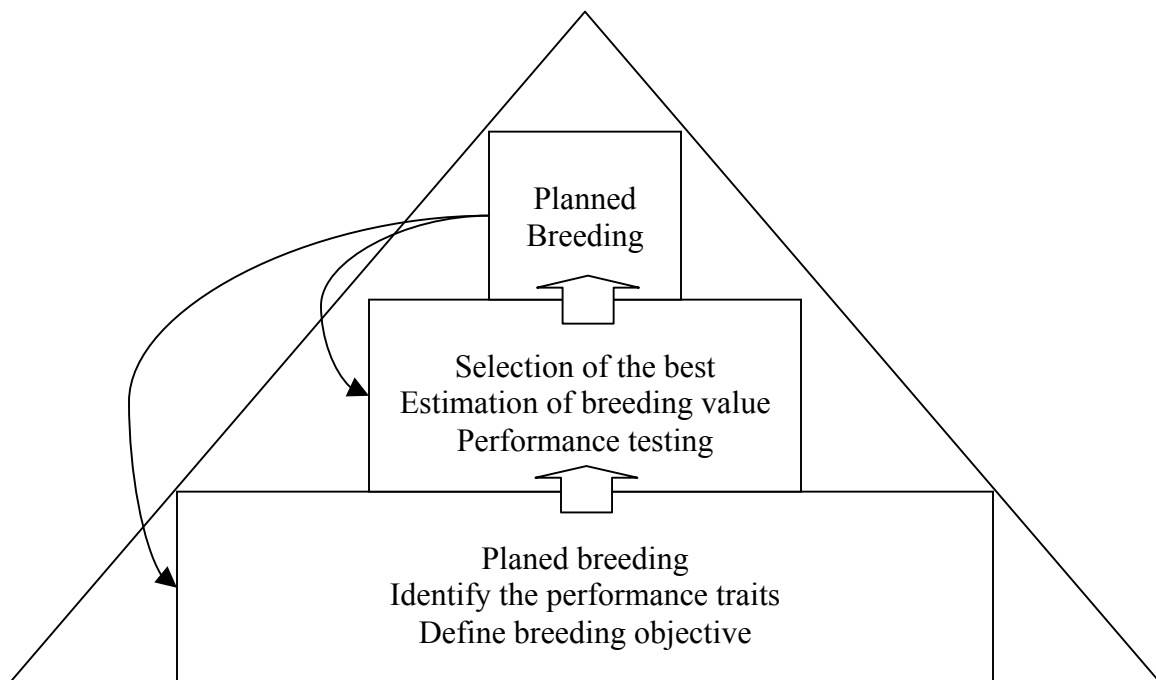 Planned
Breeding
Selection of the best
Estimation of breeding value
Performance testing
Planed breeding
Identify the performance traits
Define breeding objective